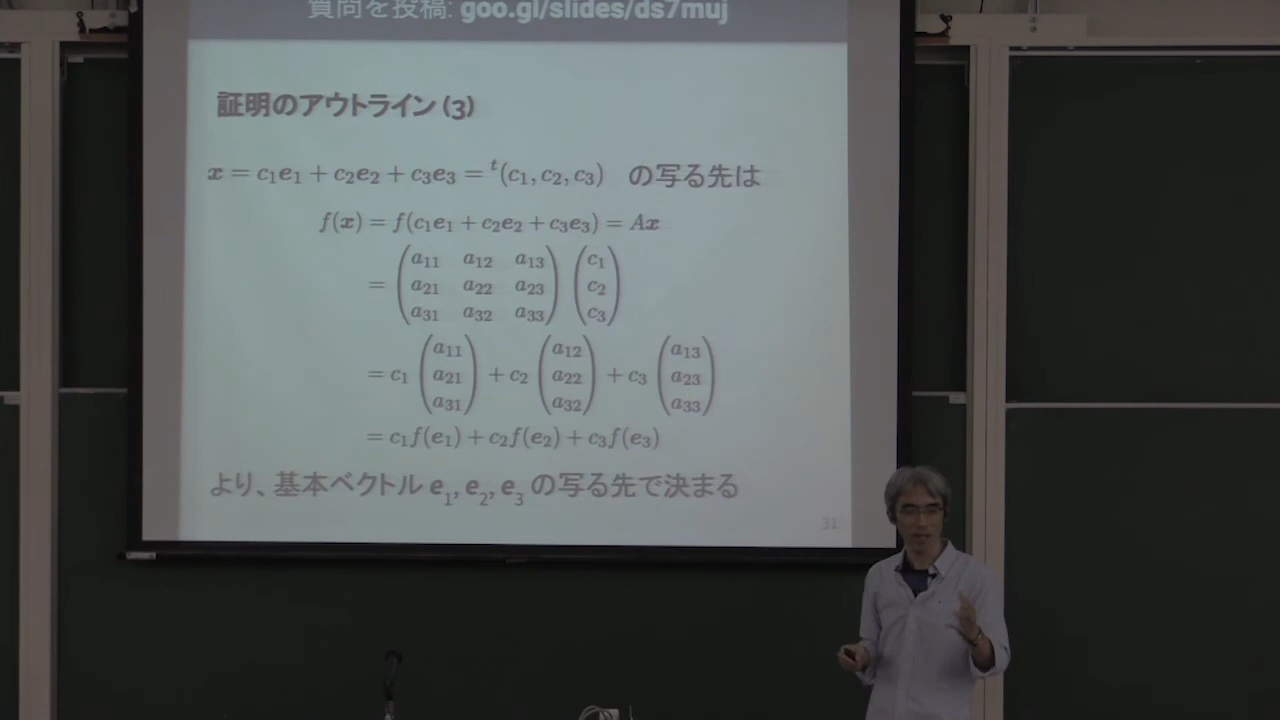 質問を投稿: goo.gl/slides/ds7muj
証明のアウトライン (3)
x = c₁e₁ + c₂e₂ + c₃e₃ = ᵗ(c₁, c₂, c₃) の写る先は
f(x) = f(c₁e₁ + c₂e₂ + c₃e₃) = Ax
= (a₁₁ a₁₂ a₁₃ ; a₂₁ a₂₂ a₂₃ ; a₃₁ a₃₂ a₃₃) (c₁ ; c₂ ; c₃)
= c₁ (a₁₁ ; a₂₁ ; a₃₁) + c₂ (a₁₂ ; a₂₂ ; a₃₂) + c₃ (a₁₃ ; a₂₃ ; a₃₃)
= c₁f(e₁) + c₂f(e₂) + c₃f(e₃)
より、基本ベクトル e₁, e₂, e₃ の写る先で決まる
31